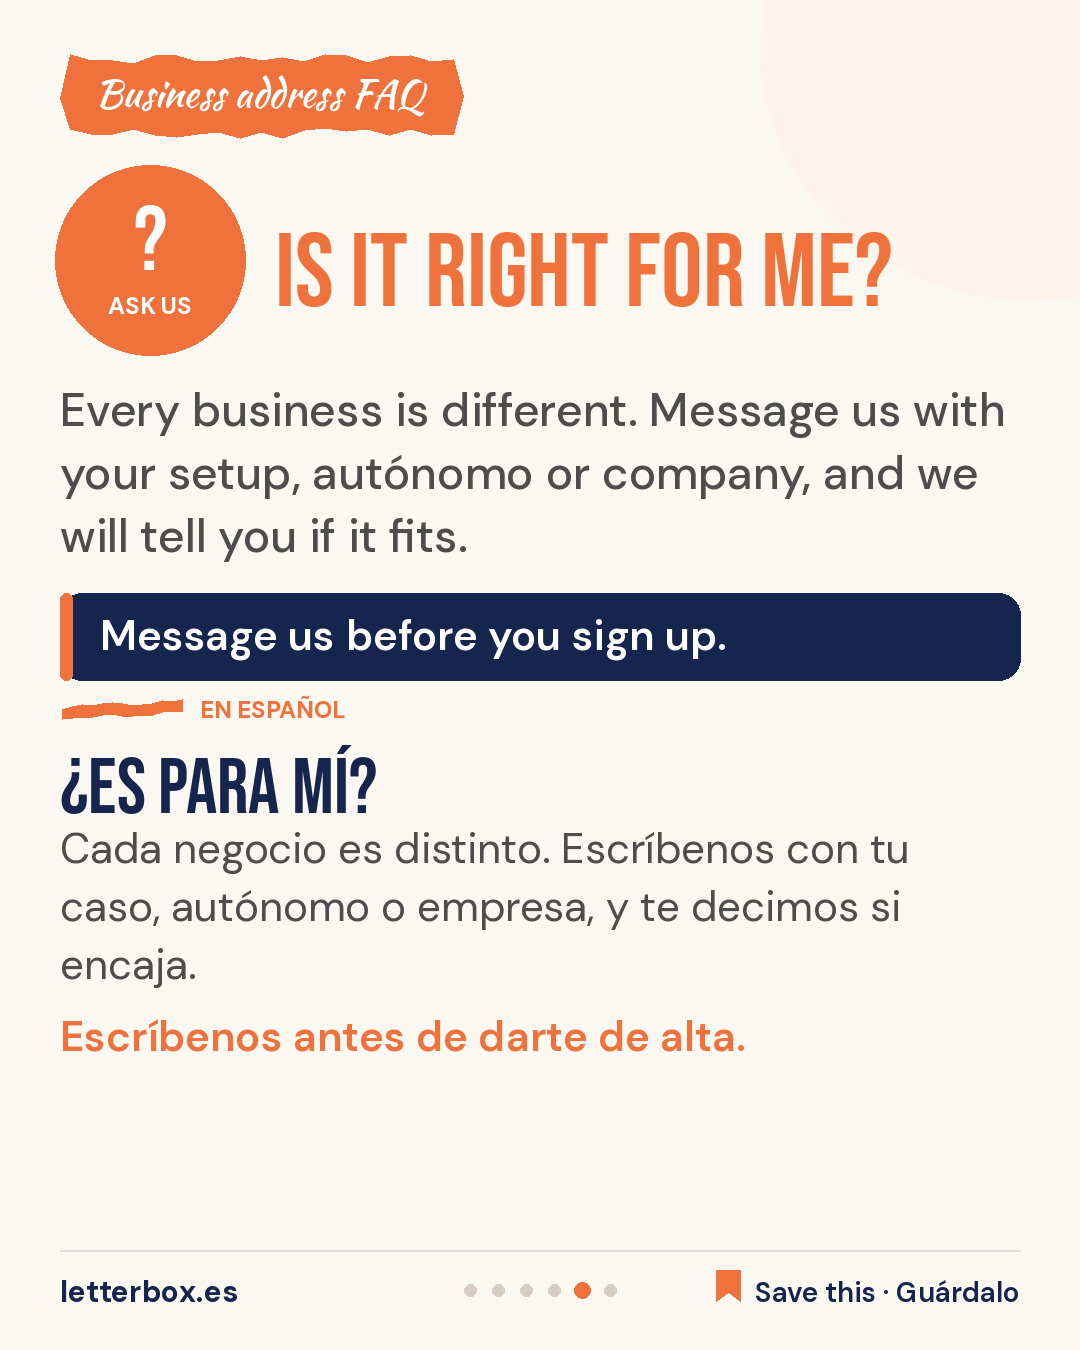 Business address FAQ
?
ASK US
IS IT RIGHT FOR ME?
Every business is different. Message us with
your setup, autónomo or company, and we
will tell you if it fits.
Message us before you sign up.
EN ESPAÑOL
¿ES PARA MÍ?
Cada negocio es distinto. Escríbenos con tu
caso, autónomo o empresa, y te decimos si
encaja.
Escríbenos antes de darte de alta.
letterbox.es
Save this · Guárdalo